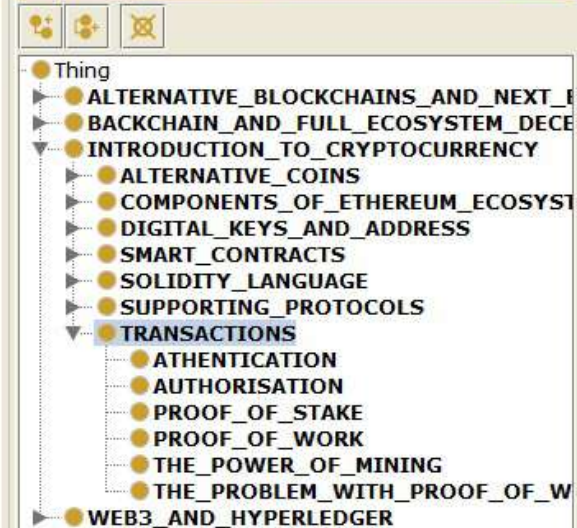 Thing
ALTERNATIVE_BLOCKCHAINS_AND_NEXT_
BACKCHAIN_AND_FULL_ECOSYSTEM_DECE
INTRODUCTION_TO_CRYPTOCURRENCY
ALTERNATIVE_COINS
COMPONENTS_OF_ETHEREUM_ECOSYST
DIGITAL_KEYS_AND_ADDRESS
SMART_CONTRACTS
SOLIDITY_LANGUAGE
SUPPORTING_PROTOCOLS
TRANSACTIONS
ATHENTICATION
AUTHORISATION
PROOF_OF_STAKE
PROOF_OF_WORK
THE_POWER_OF_MINING
THE_PROBLEM_WITH_PROOF_OF_W
WEB3_AND_HYPERLEDGER